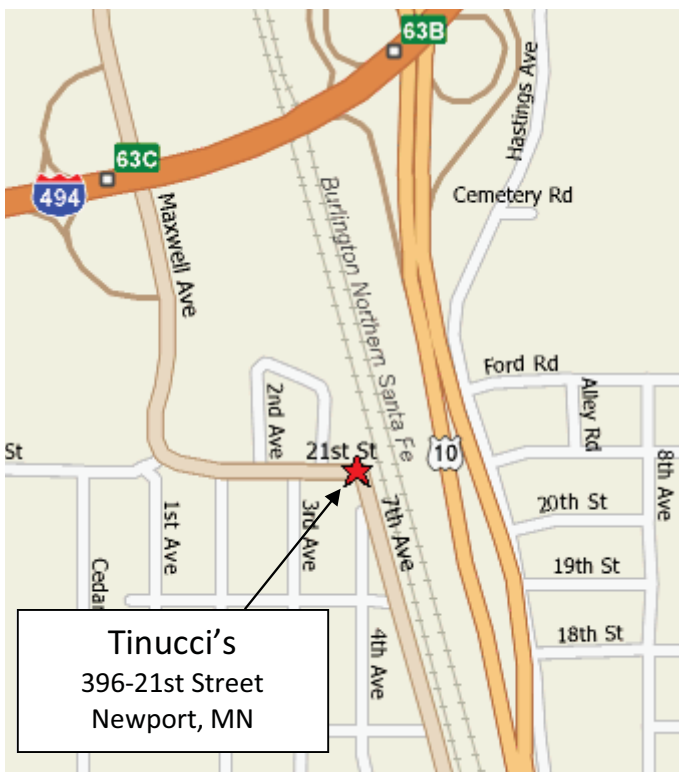 63B
Hastings Ave
63C
494
Cemetery Rd
Maxwell Ave
Burlington Northern Santa Fe
Ford Rd
2nd Ave
Alley Rd
St
21st St
10
8th Ave
1st Ave
3rd Ave
7th Ave
20th St
Cedar
19th St
4th Ave
18th St
Tinucci's
396-21st Street
Newport, MN